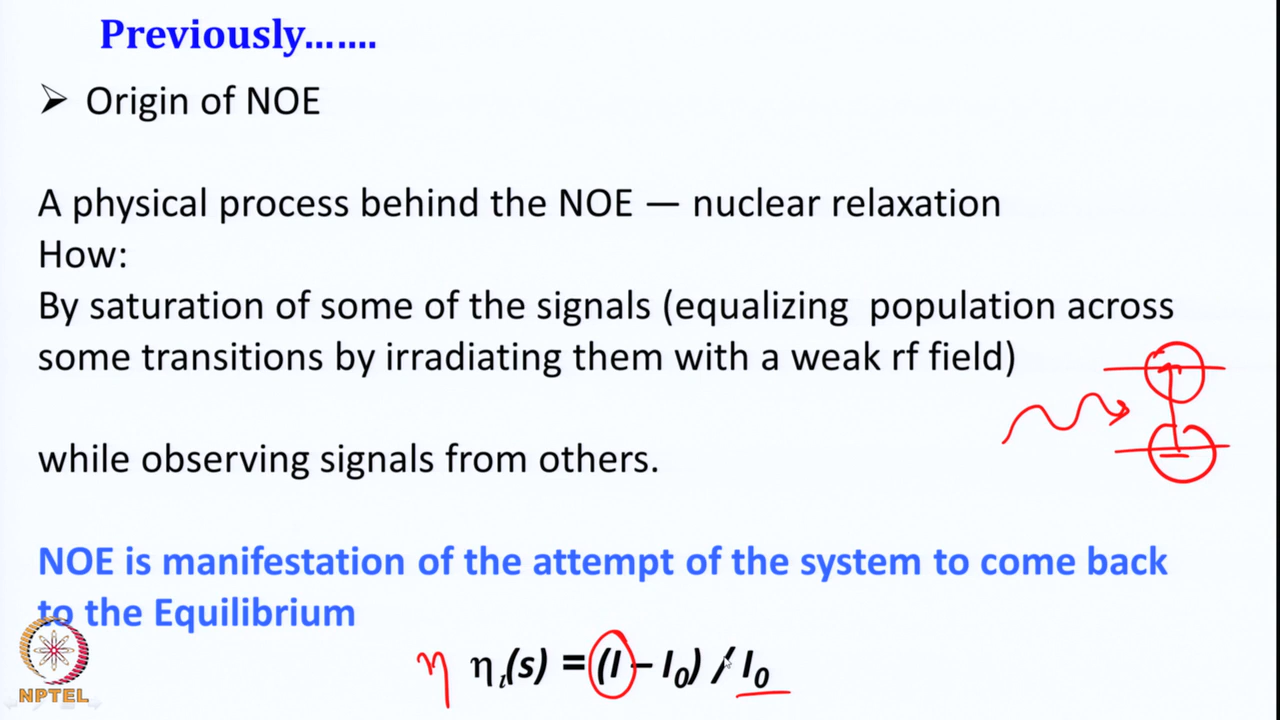 Previously.......
➢ Origin of NOE
A physical process behind the NOE — nuclear relaxation
How:
By saturation of some of the signals (equalizing population across
some transitions by irradiating them with a weak rf field)
while observing signals from others.
NOE is manifestation of the attempt of the system to come back
to the Equilibrium
η ηᵢ(s) = (I – I₀) / I₀
NPTEL